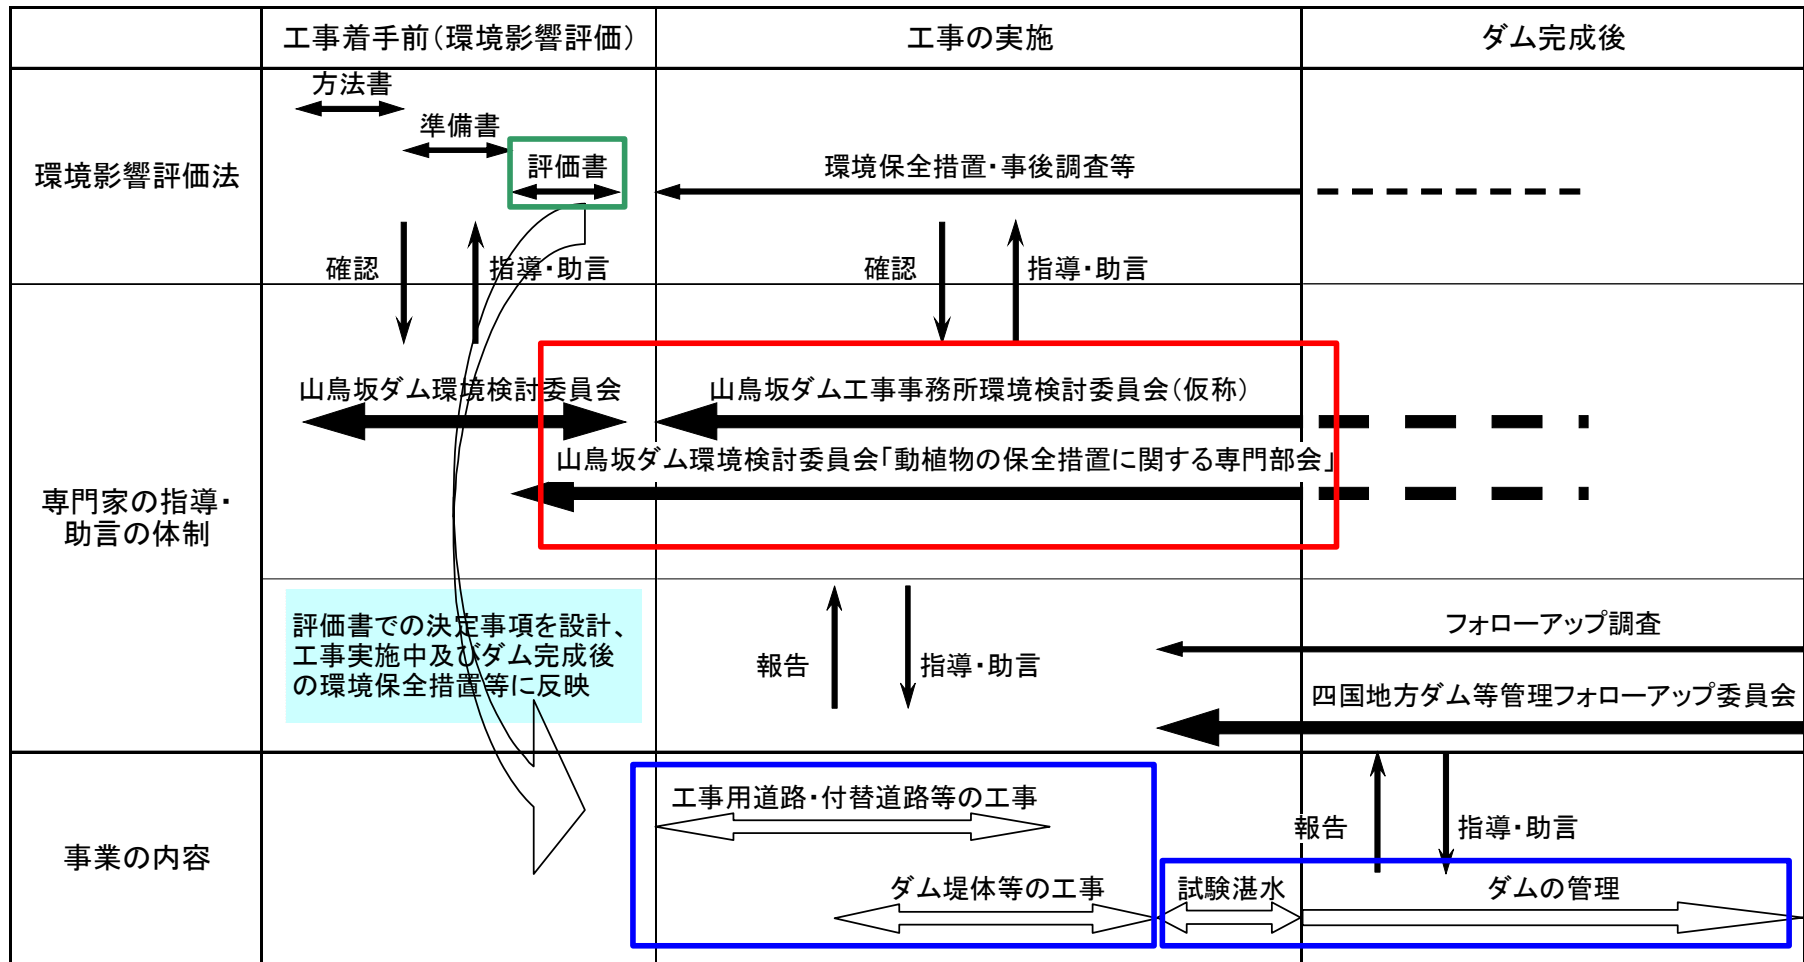 工事着手前(環境影響評価)
工事の実施
ダム完成後
環境影響評価法
方法書
準備書
評価書
環境保全措置・事後調査等
確認
指導・助言
確認
指導・助言
専門家の指導・
助言の体制
山鳥坂ダム環境検討委員会
山鳥坂ダム工事事務所環境検討委員会(仮称)
山鳥坂ダム環境検討委員会「動植物の保全措置に関する専門部会」
評価書での決定事項を設計、
工事実施中及びダム完成後
の環境保全措置等に反映
報告
指導・助言
フォローアップ調査
四国地方ダム等管理フォローアップ委員会
事業の内容
工事用道路・付替道路等の工事
報告
指導・助言
ダム堤体等の工事
試験湛水
ダムの管理